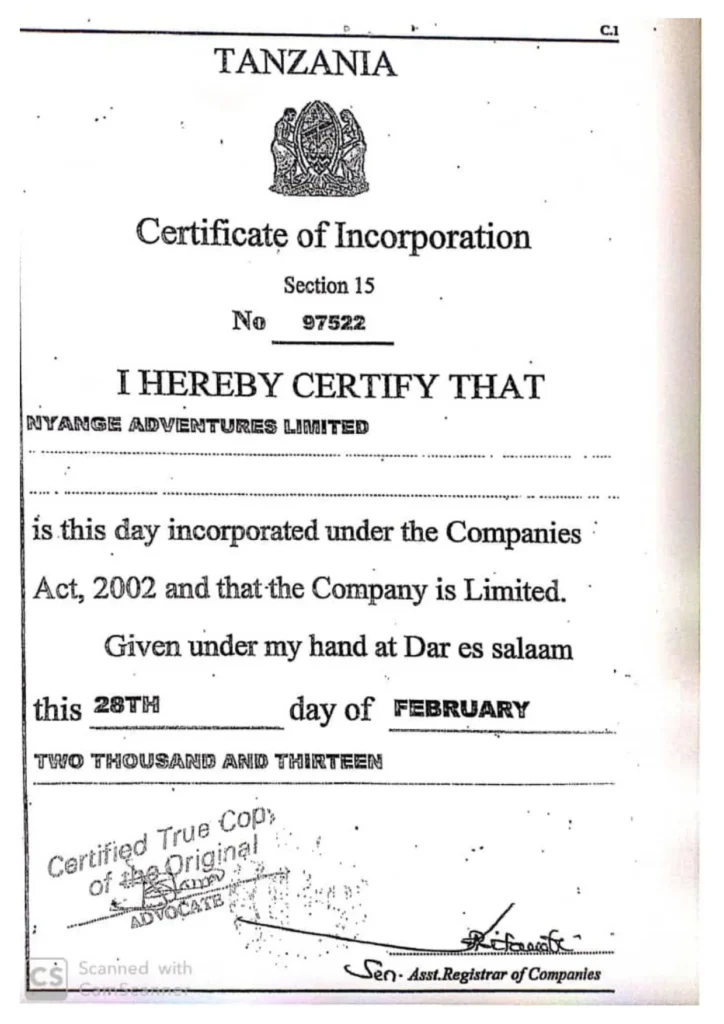 C.1
TANZANIA
Certificate of Incorporation
Section 15
No 97522
I HEREBY CERTIFY THAT
NYANGE ADVENTURES LIMITED
is this day incorporated under the Companies
Act, 2002 and that the Company is Limited.
Given under my hand at Dar es salaam
this 28TH day of FEBRUARY
TWO THOUSAND AND THIRTEEN
Certified True Copy
of the Original
ADVOCATE
Sen- Asst.Registrar of Companies
CS Scanned with
CamScanner